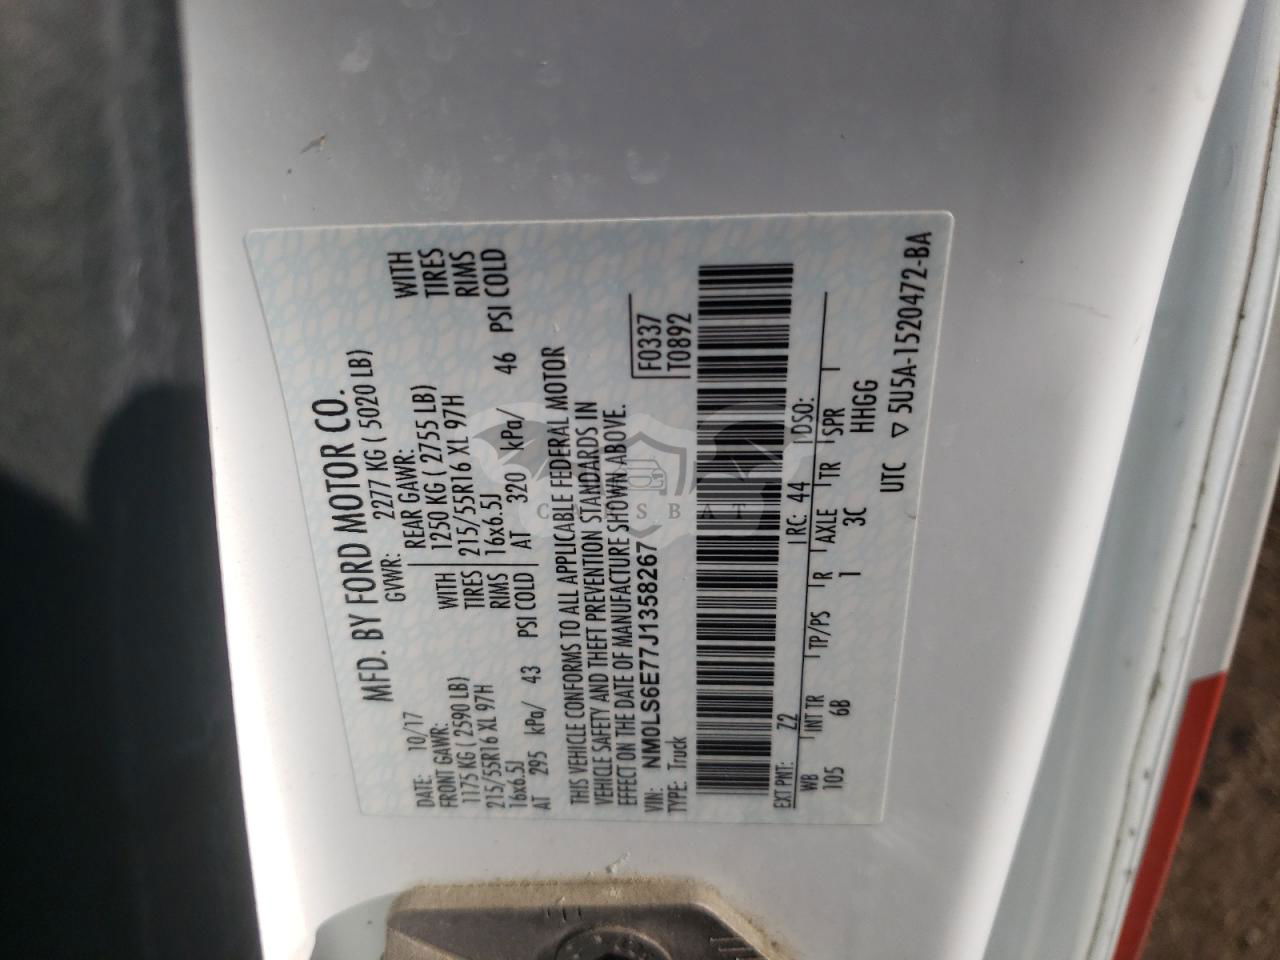 MFD. BY FORD MOTOR CO.
DATE: 10/17 GVWR: 2277 KG ( 5020 LB)
FRONT GAWR: REAR GAWR:
1175 KG ( 2590 LB) WITH 1250 KG ( 2755 LB) WITH
215/55R16 XL 97H TIRES 215/55R16 XL 97H TIRES
16x6.5J RIMS 16x6.5J RIMS
AT 295 kPa/ 43 PSI COLD AT 320 kPa/ 46 PSI COLD
THIS VEHICLE CONFORMS TO ALL APPLICABLE FEDERAL MOTOR
VEHICLE SAFETY AND THEFT PREVENTION STANDARDS IN
EFFECT ON THE DATE OF MANUFACTURE SHOWN ABOVE.
VIN: NM0LS6E77J1358267 F0337
TYPE: Truck T0892
EXT PNT: Z2 RC: 44 DSO:
WB INT TR TP/PS R AXLE TR SPR
105 6B 1 3C HHGG
UTC ▽ 5U5A-1520472-BA
CARSBAT